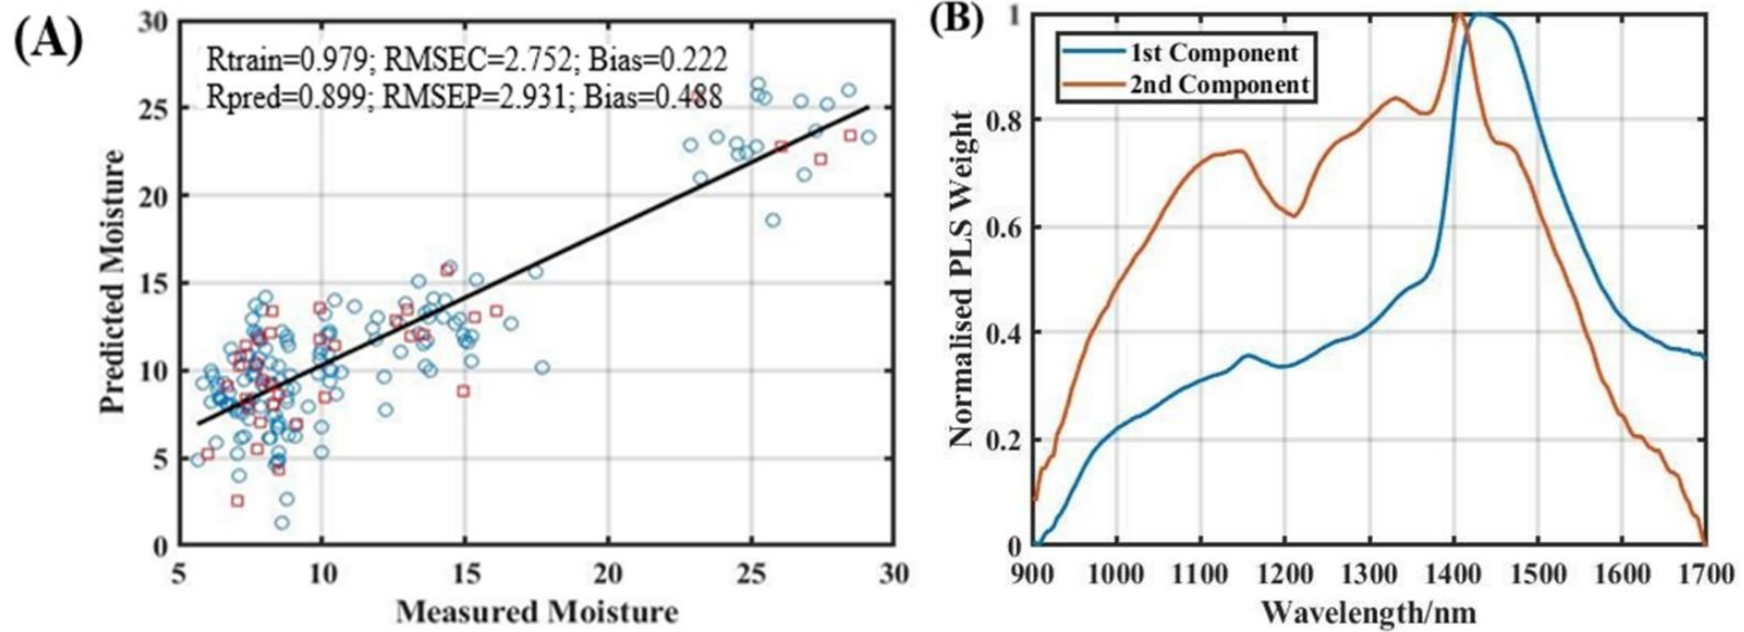 (A)
Rtrain=0.979; RMSEC=2.752; Bias=0.222
Rpred=0.899; RMSEP=2.931; Bias=0.488
30
25
20
15
10
5
0
Predicted Moisture
5 10 15 20 25 30
Measured Moisture
(B)
1st Component
2nd Component
1
0.8
0.6
0.4
0.2
0
Normalised PLS Weight
900 1000 1100 1200 1300 1400 1500 1600 1700
Wavelength/nm